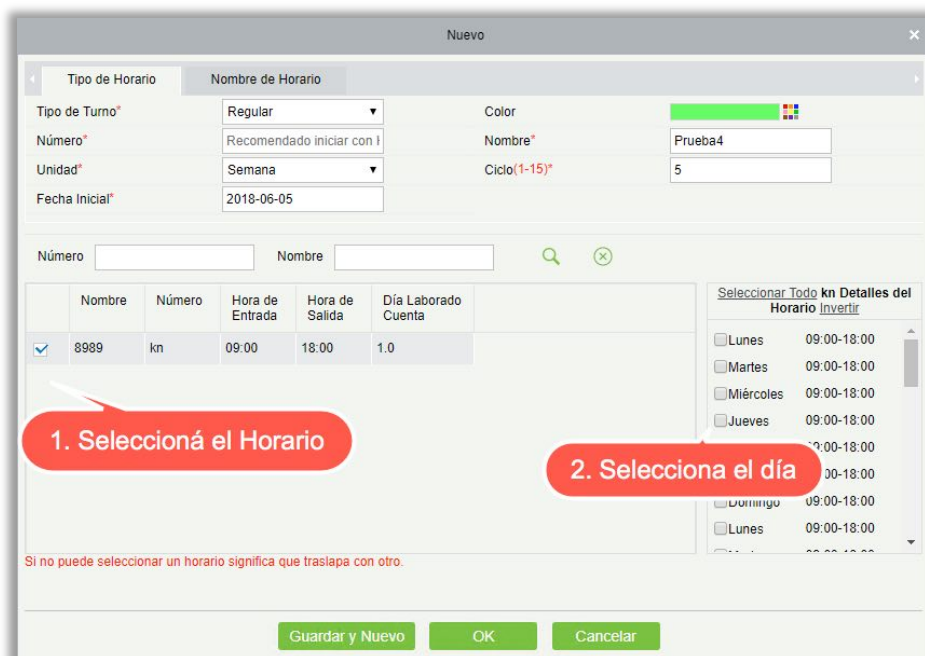 Nuevo
Tipo de Horario
Nombre de Horario
Tipo de Turno*
Regular
Color
Número*
Recomendado iniciar con
Nombre*
Prueba4
Unidad*
Semana
Ciclo(1-15)*
5
Fecha Inicial*
2018-06-05
Número
Nombre
Nombre Número Hora de Entrada Hora de Salida Día Laborado Cuenta
8989 kn 09:00 18:00 1.0
1. Seleccioná el Horario
Seleccionar Todo kn Detalles del
Horario Invertir
Lunes 09:00-18:00
Martes 09:00-18:00
Miércoles 09:00-18:00
Jueves 09:00-18:00
2. Selecciona el día
Domingo 09:00-18:00
Lunes 09:00-18:00
Si no puede seleccionar un horario significa que traslapa con otro.
Guardar y Nuevo
OK
Cancelar